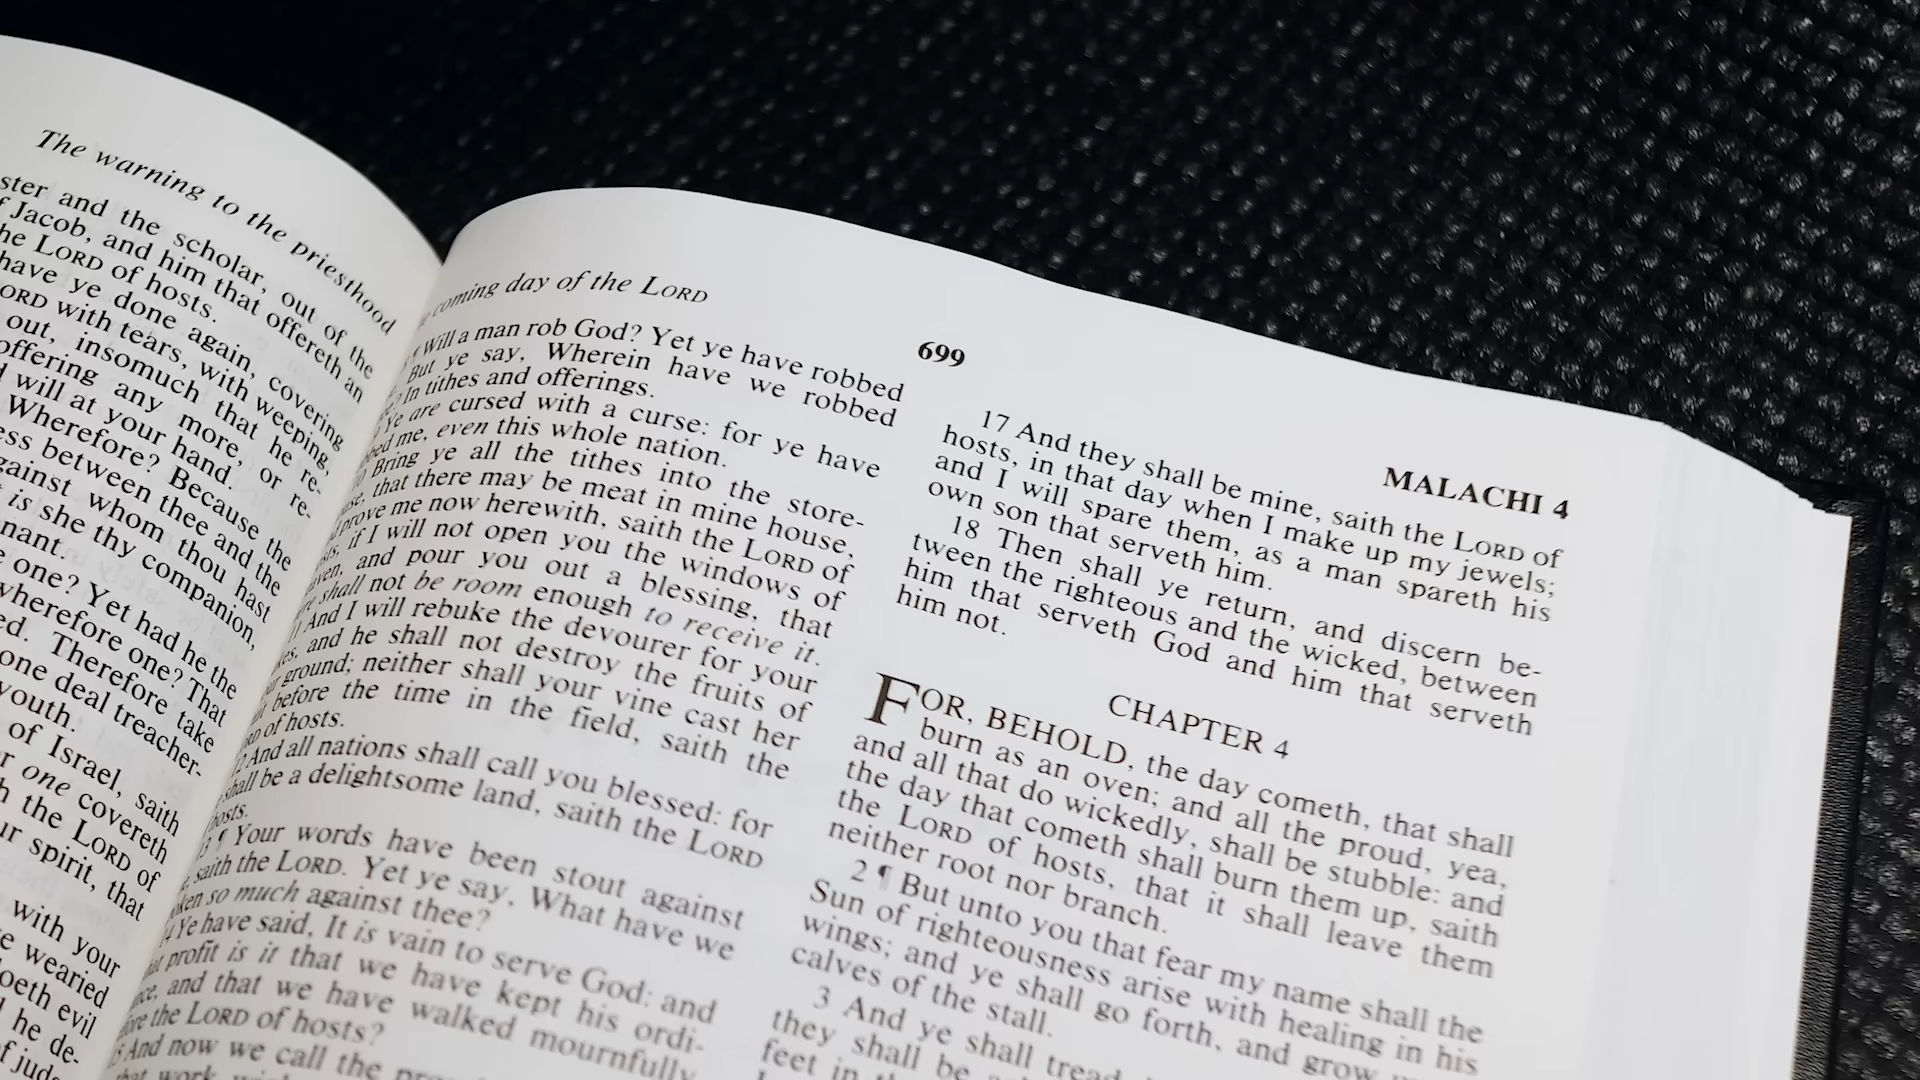 The warning to the priesthood
ster and the scholar, out of the
f Jacob, and him that offereth an
he LORD of hosts.
have ye done again, covering
ORD with tears, with weeping,
out, insomuch that he re-
offering any more, or re-
will at your hand.
Wherefore? Because the
ess between thee and the
gainst whom thou hast
is she thy companion,
nant.
e one? Yet had he the
wherefore one? That
ed. Therefore take
one deal treacher-
youth.
of Israel, saith
r one covereth
h the LORD of
ur spirit, that
with your
e wearied
doeth evil
he de-
f judg
coming day of the LORD
699
MALACHI 4
¶ Will a man rob God? Yet ye have robbed
But ye say, Wherein have we robbed
In tithes and offerings.
Ye are cursed with a curse: for ye have
bbed me, even this whole nation.
Bring ye all the tithes into the store-
use, that there may be meat in mine house,
prove me now herewith, saith the LORD of
sts, if I will not open you the windows of
ven, and pour you out a blessing, that
re shall not be room enough to receive it.
11 And I will rebuke the devourer for your
kes, and he shall not destroy the fruits of
ur ground; neither shall your vine cast her
before the time in the field, saith the
LORD of hosts.
12 And all nations shall call you blessed: for
shall be a delightsome land, saith the LORD
hosts.
13 ¶ Your words have been stout against
saith the LORD. Yet ye say, What have we
oken so much against thee?
14 Ye have said, It is vain to serve God: and
at profit is it that we have kept his ordi-
nce, and that we have walked mournfully
fore the LORD of hosts?
15 And now we call the
that work
17 And they shall be mine, saith the LORD of
hosts, in that day when I make up my jewels;
and I will spare them, as a man spareth his
own son that serveth him.
18 Then shall ye return, and discern be-
tween the righteous and the wicked, between
him that serveth God and him that serveth
him not.
CHAPTER 4
FOR, BEHOLD, the day cometh, that shall
burn as an oven; and all the proud, yea,
and all that do wickedly, shall be stubble: and
the day that cometh shall burn them up, saith
the LORD of hosts, that it shall leave them
neither root nor branch.
2 ¶ But unto you that fear my name shall the
Sun of righteousness arise with healing in his
wings; and ye shall go forth, and grow
calves of the stall.
3 And ye shall tread
they shall be
feet in